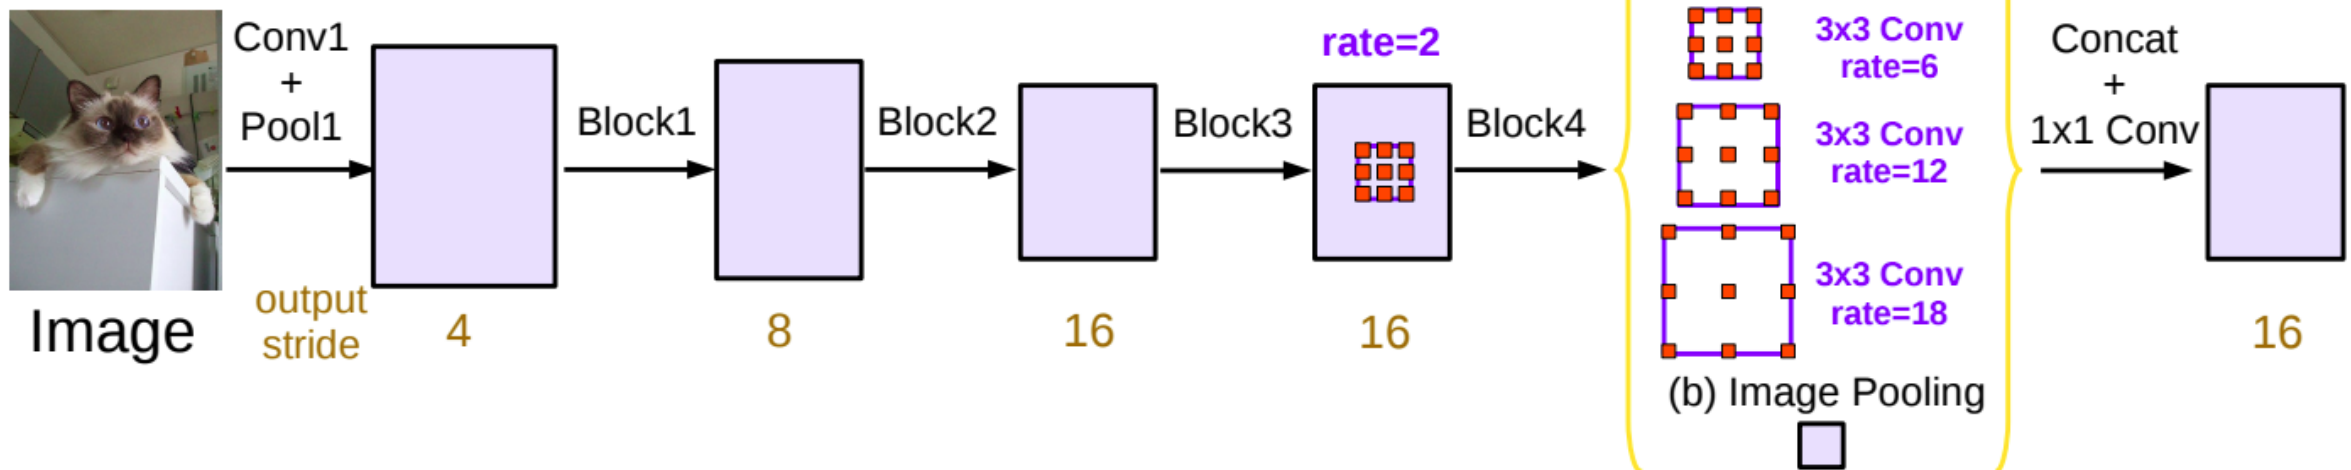 Conv1
+
Pool1
Block1
Block2
Block3
rate=2
Block4
3x3 Conv
rate=6
3x3 Conv
rate=12
3x3 Conv
rate=18
(b) Image Pooling
Concat
+
1x1 Conv
Image
output
stride
4
8
16
16
16